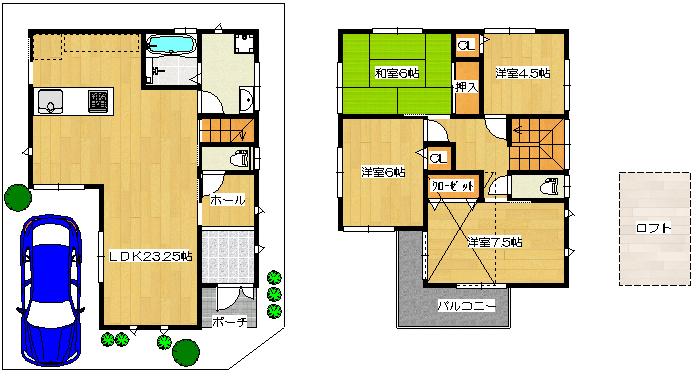 LDK23.25帖
ホール
ポーチ
和室6帖
CL
押入
洋室4.5帖
洋室6帖
CL
クローゼット
洋室7.5帖
バルコニー
ロフト